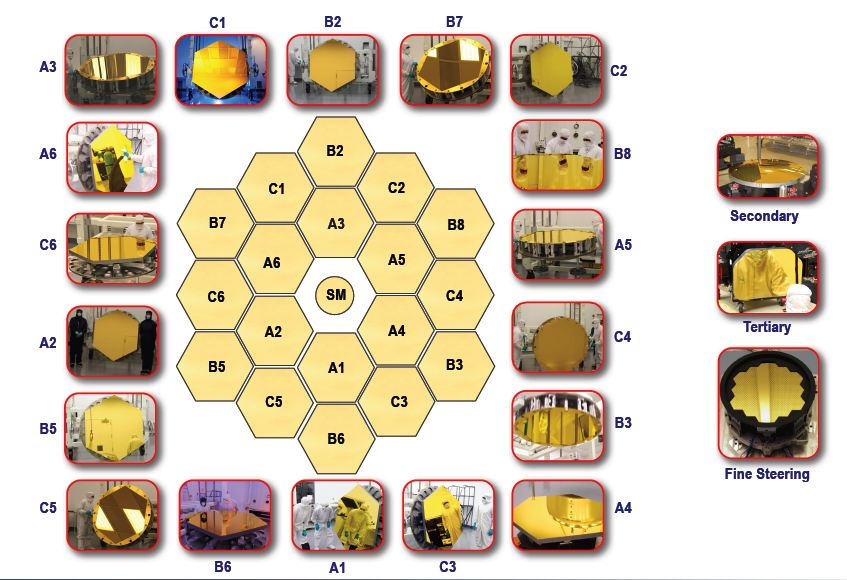 C1
B2
B7
A3
C2
A6
B8
C6
A5
A2
C4
B5
B3
C5
A4
B6
A1
C3
B2
C1
C2
B7
A3
B8
A6
A5
C6
SM
C4
A2
A4
B5
A1
B3
C5
C3
B6
Secondary
Tertiary
Fine Steering